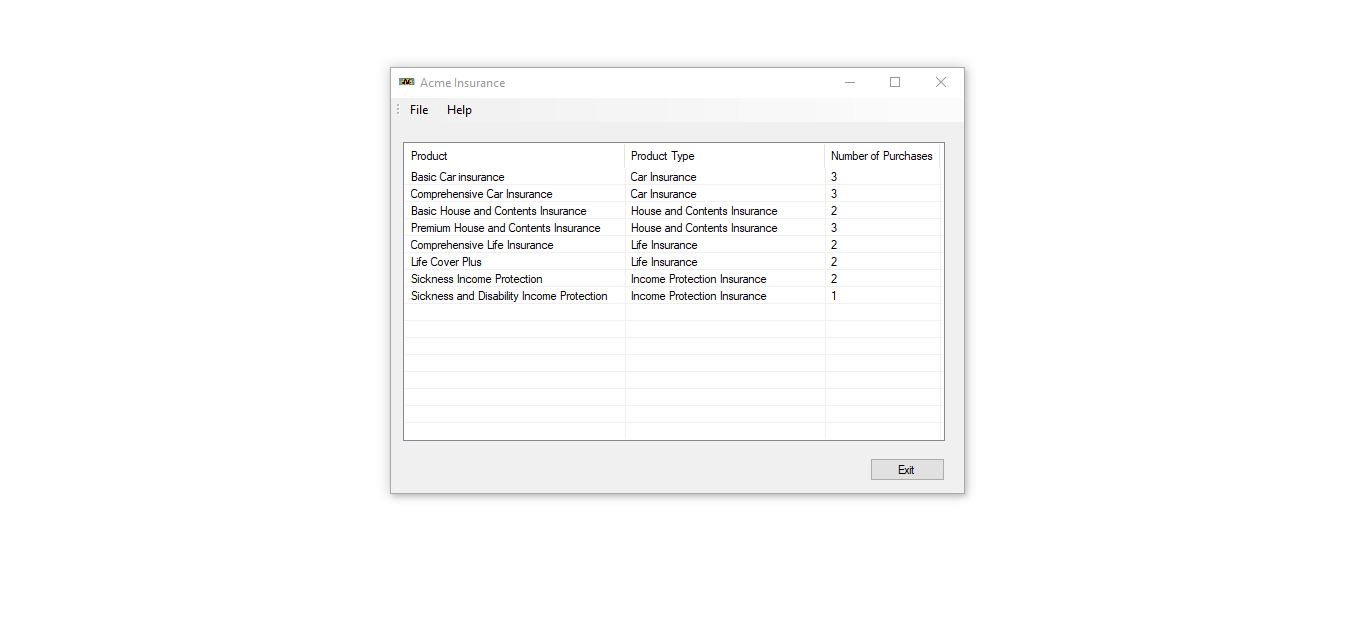 Acme Insurance
File Help
Product Product Type Number of Purchases
Basic Car insurance Car Insurance 3
Comprehensive Car Insurance Car Insurance 3
Basic House and Contents Insurance House and Contents Insurance 2
Premium House and Contents Insurance House and Contents Insurance 3
Comprehensive Life Insurance Life Insurance 2
Life Cover Plus Life Insurance 2
Sickness Income Protection Income Protection Insurance 2
Sickness and Disability Income Protection Income Protection Insurance 1
Exit